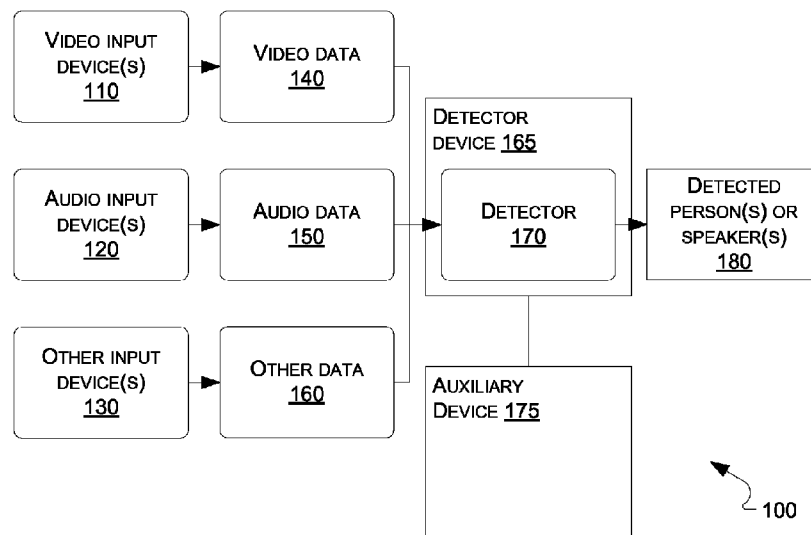 VIDEO INPUT
DEVICE(S)
110
VIDEO DATA
140
AUDIO INPUT
DEVICE(S)
120
AUDIO DATA
150
OTHER INPUT
DEVICE(S)
130
OTHER DATA
160
DETECTOR
DEVICE 165
DETECTOR
170
DETECTED
PERSON(S) OR
SPEAKER(S)
180
AUXILIARY
DEVICE 175
100